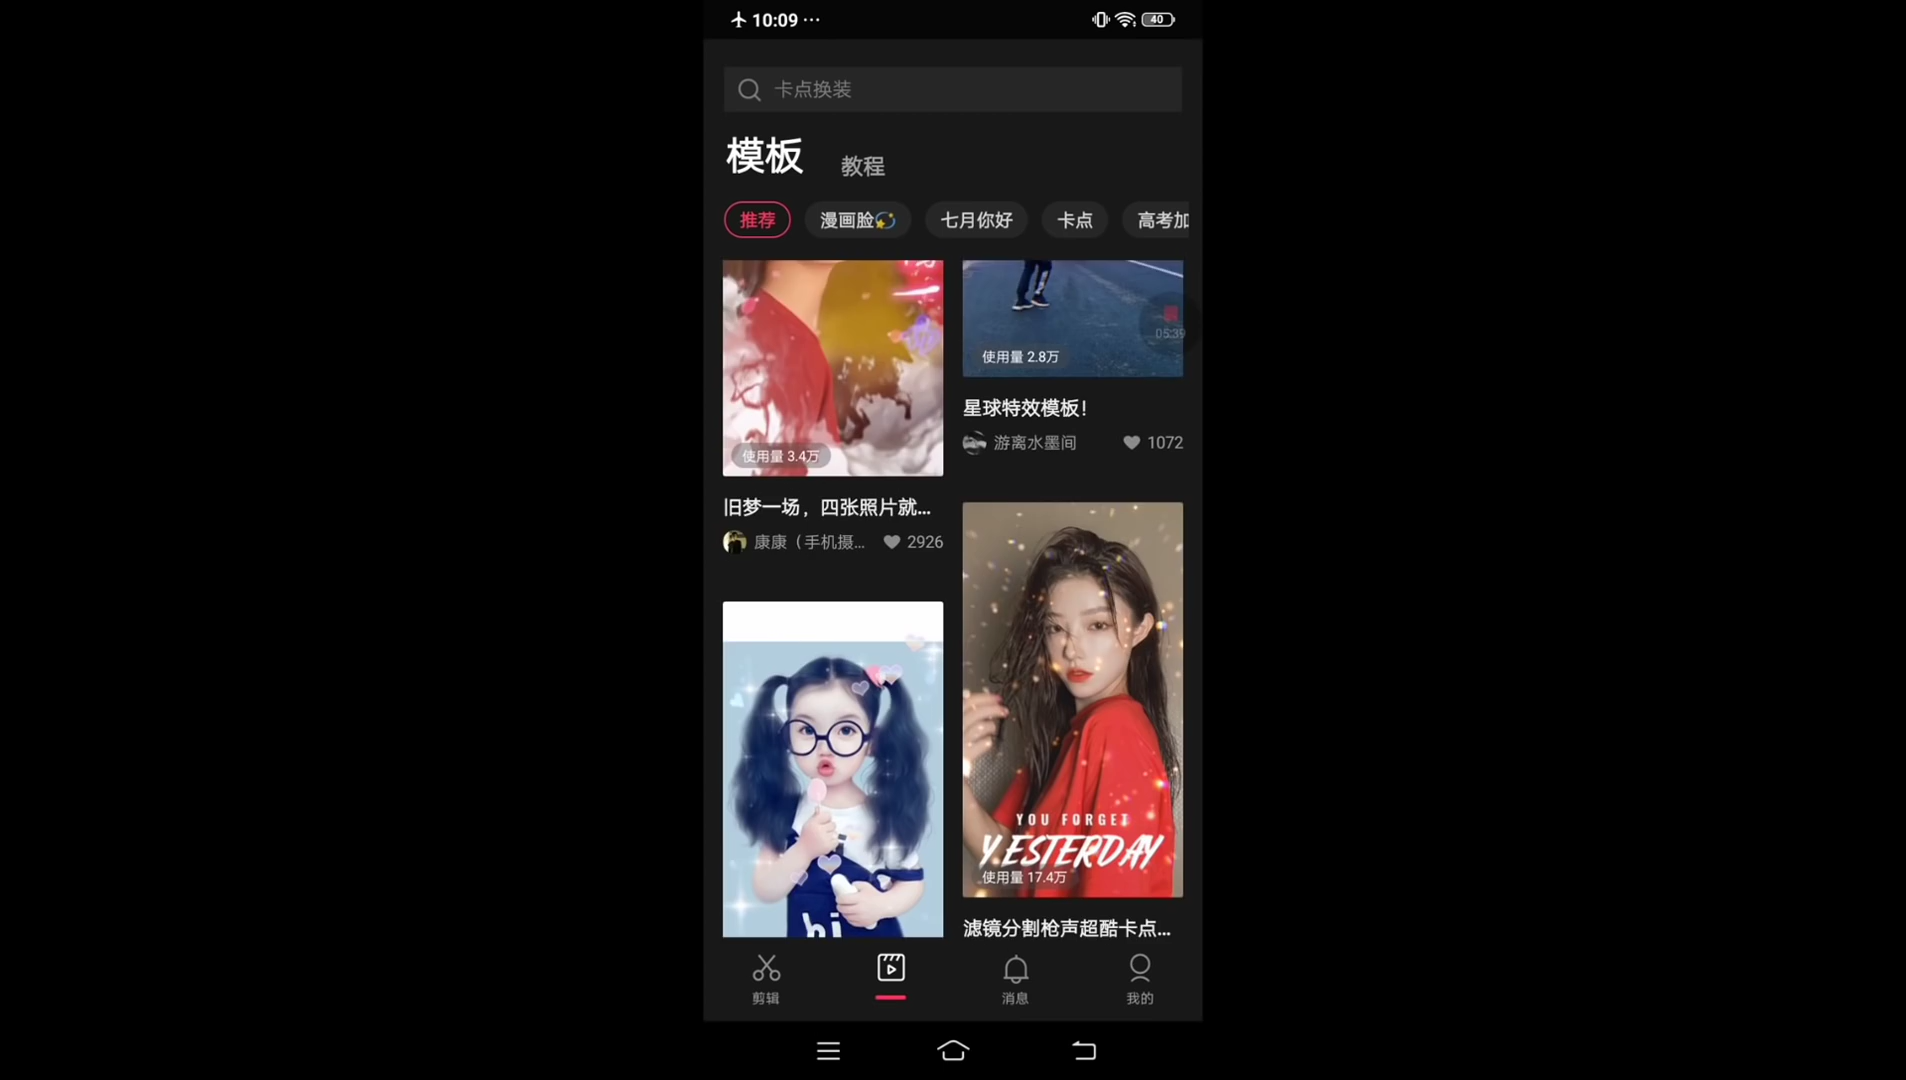 10:09 ···
40
卡点换装
模板
教程
推荐
漫画脸
七月你好
卡点
高考加
使用量 2.8万
05:39
星球特效模板!
游离水墨间
1072
使用量 3.4万
旧梦一场，四张照片就...
康康（手机摄...
2926
YOU FORGET
YESTERDAY
使用量 17.4万
hi
滤镜分割枪声超酷卡点...
剪辑
消息
我的